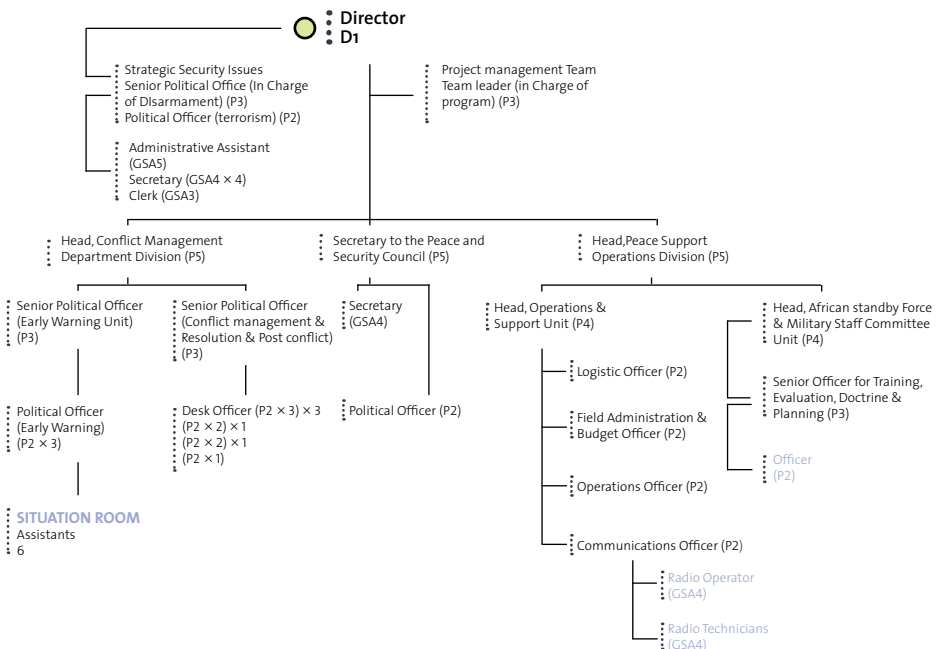 Director
D1
Strategic Security Issues
Senior Political Office (In Charge
of DIsarmament) (P3)
Political Officer (terrorism) (P2)
Project management Team
Team leader (in Charge of
program) (P3)
Administrative Assistant
(GSA5)
Secretary (GSA4 × 4)
Clerk (GSA3)
Head, Conflict Management
Department Division (P5)
Secretary to the Peace and
Security Council (P5)
Head,Peace Support
Operations Division (P5)
Senior Political Officer
(Early Warning Unit)
(P3)
Senior Political Officer
(Conflict management &
Resolution & Post conflict)
(P3)
Secretary
(GSA4)
Head, Operations &
Support Unit (P4)
Head, African standby Force
& Military Staff Committee
Unit (P4)
Logistic Officer (P2)
Senior Officer for Training,
Evaluation, Doctrine &
Planning (P3)
Political Officer
(Early Warning)
(P2 × 3)
Desk Officer (P2 × 3) × 3
(P2 × 2) × 1
(P2 × 2) × 1
(P2 × 1)
Political Officer (P2)
Field Administration &
Budget Officer (P2)
Officer
(P2)
Operations Officer (P2)
SITUATION ROOM
Assistants
6
Communications Officer (P2)
Radio Operator
(GSA4)
Radio Technicians
(GSA4)